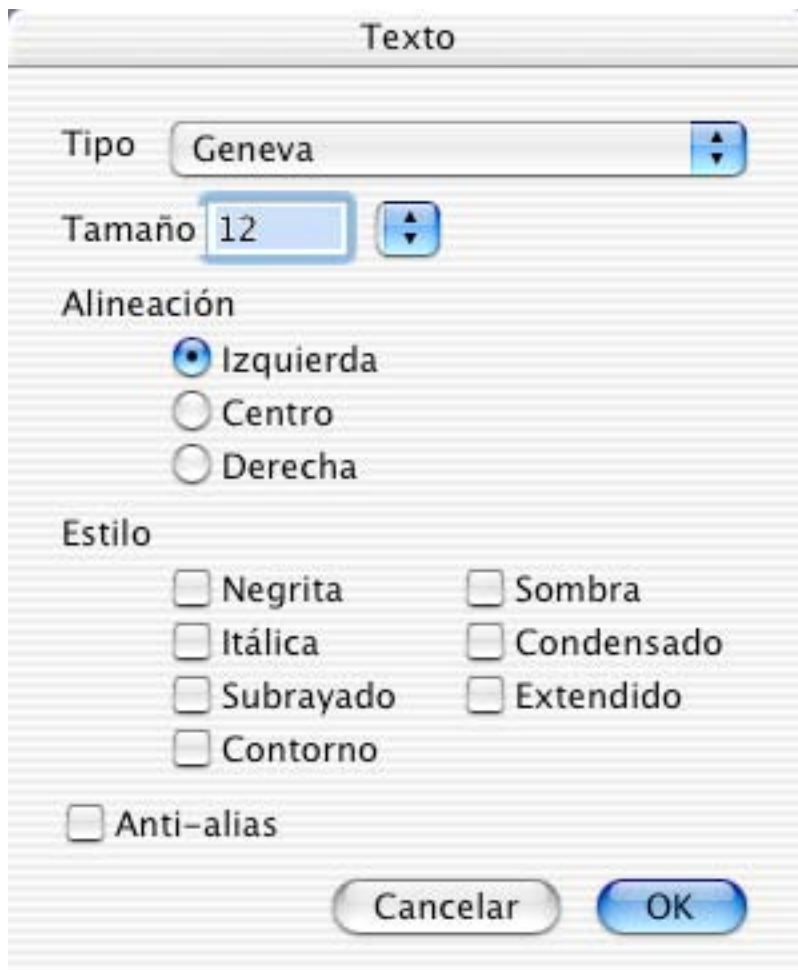 Texto
Tipo Geneva
Tamaño 12
Alineación
Izquierda
Centro
Derecha
Estilo
Negrita Sombra
Itálica Condensado
Subrayado Extendido
Contorno
Anti-alias
Cancelar OK